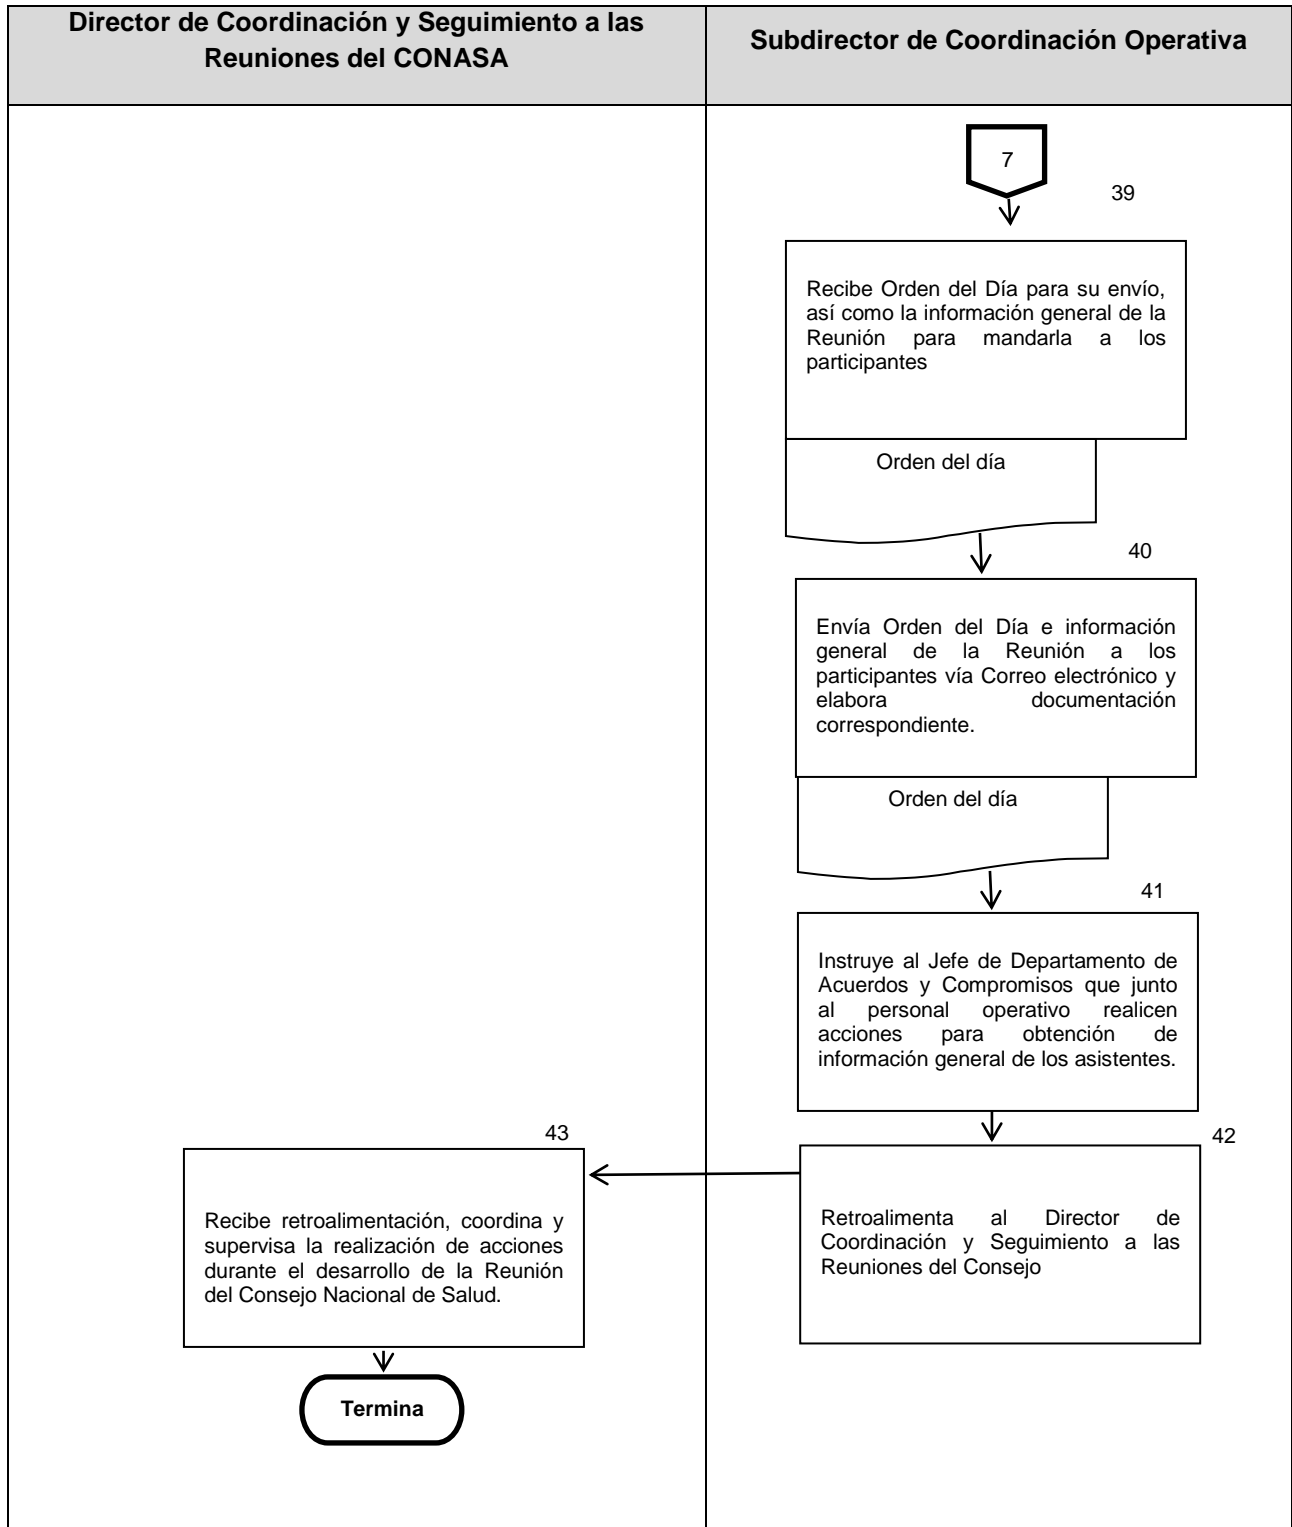 Director de Coordinación y Seguimiento a las
Reuniones del CONASA
Subdirector de Coordinación Operativa
7
39
Recibe Orden del Día para su envío,
así como la información general de la
Reunión para mandarla a los
participantes
Orden del día
40
Envía Orden del Día e información
general de la Reunión a los
participantes vía Correo electrónico y
elabora documentación
correspondiente.
Orden del día
41
Instruye al Jefe de Departamento de
Acuerdos y Compromisos que junto
al personal operativo realicen
acciones para obtención de
información general de los asistentes.
42
Retroalimenta al Director de
Coordinación y Seguimiento a las
Reuniones del Consejo
43
Recibe retroalimentación, coordina y
supervisa la realización de acciones
durante el desarrollo de la Reunión
del Consejo Nacional de Salud.
Termina